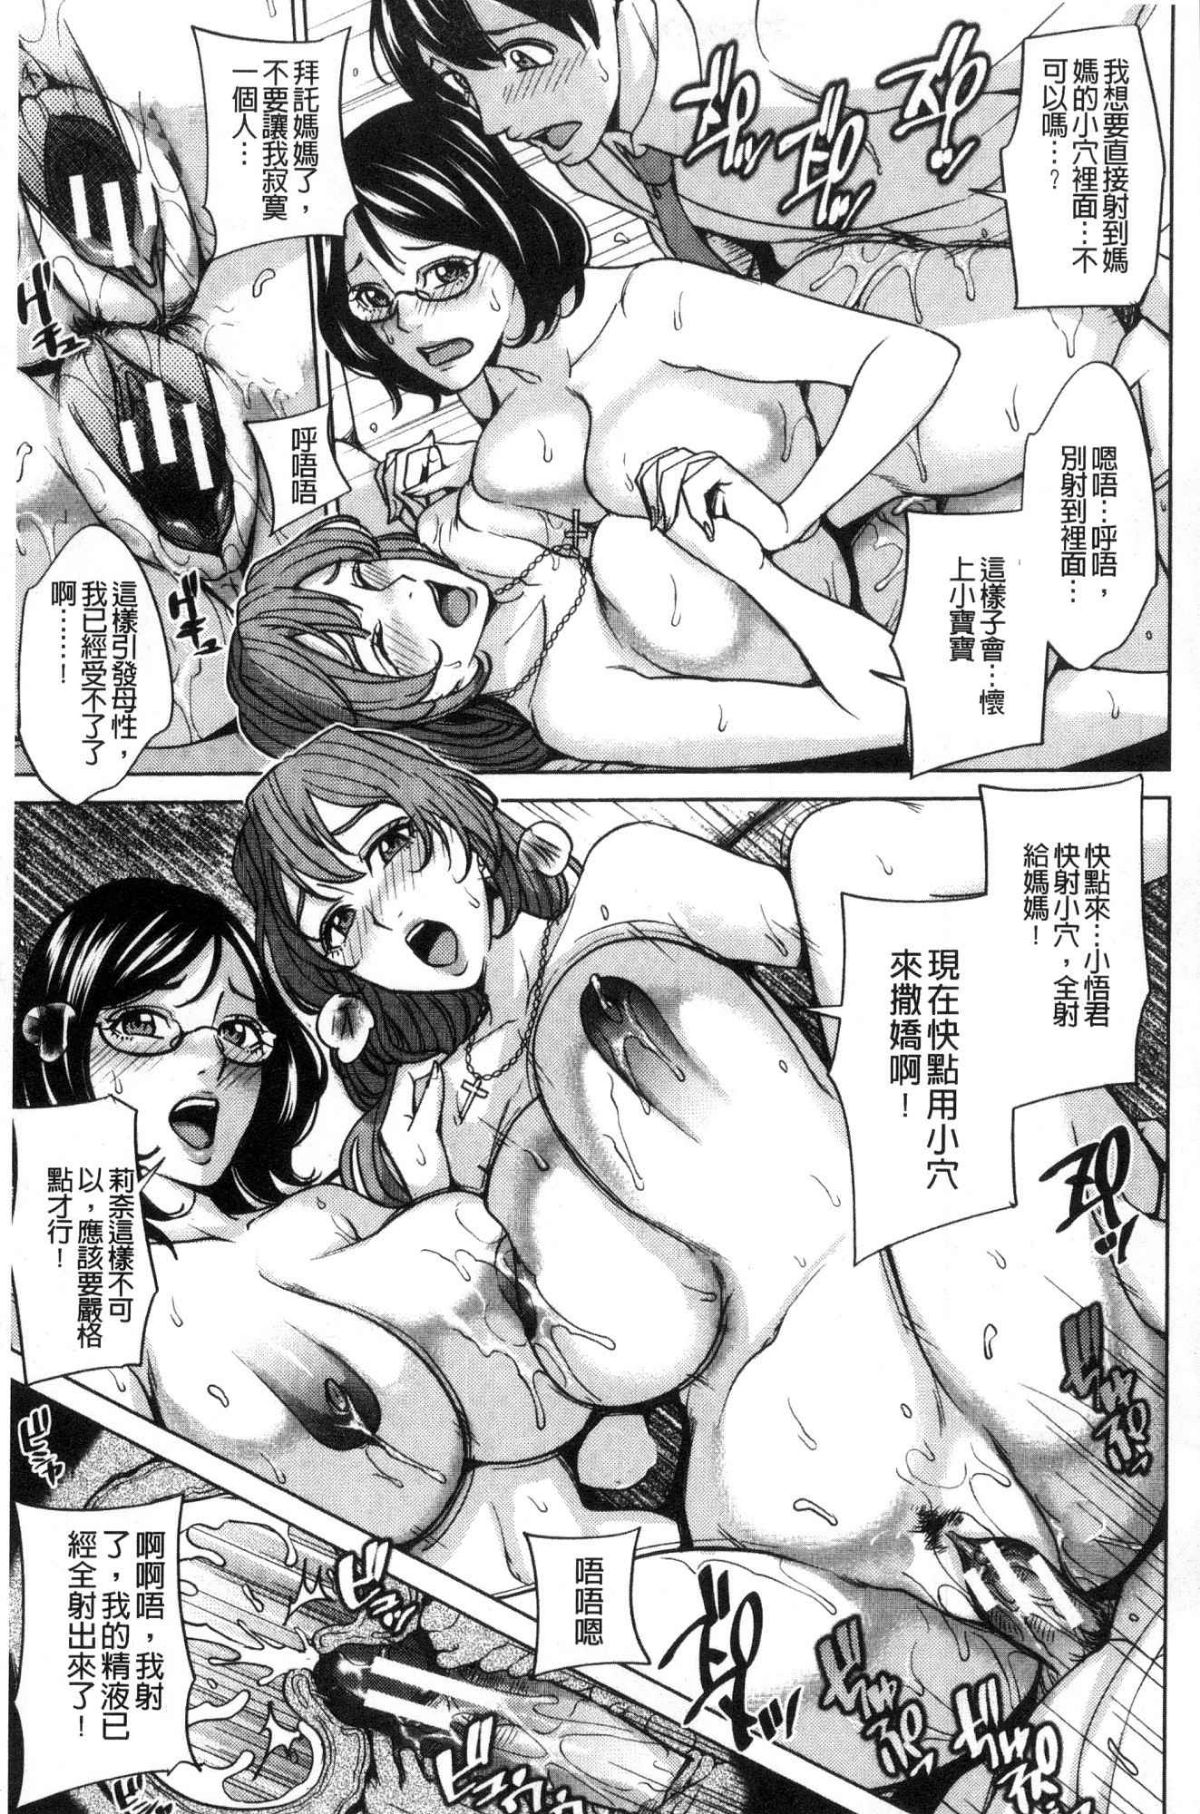 我想要直接射到媽
媽的小穴裡面…不
可以嗎…?
拜託媽媽了，
不要讓我寂寞
一個人…
嗯唔…呼唔，
別射到裡面…
這樣子會…懷
上小寶寶
呼唔唔
這樣引發母性，
我已經受不了了
啊……！
快點來…小悟君
快射小穴，全射
給媽媽！
現在快點用小穴
來撒嬌啊！
莉奈這樣不可
以，應該要嚴格
點才行！
唔唔嗯
啊啊唔，我射
了，我的精液已
經全射出來了！